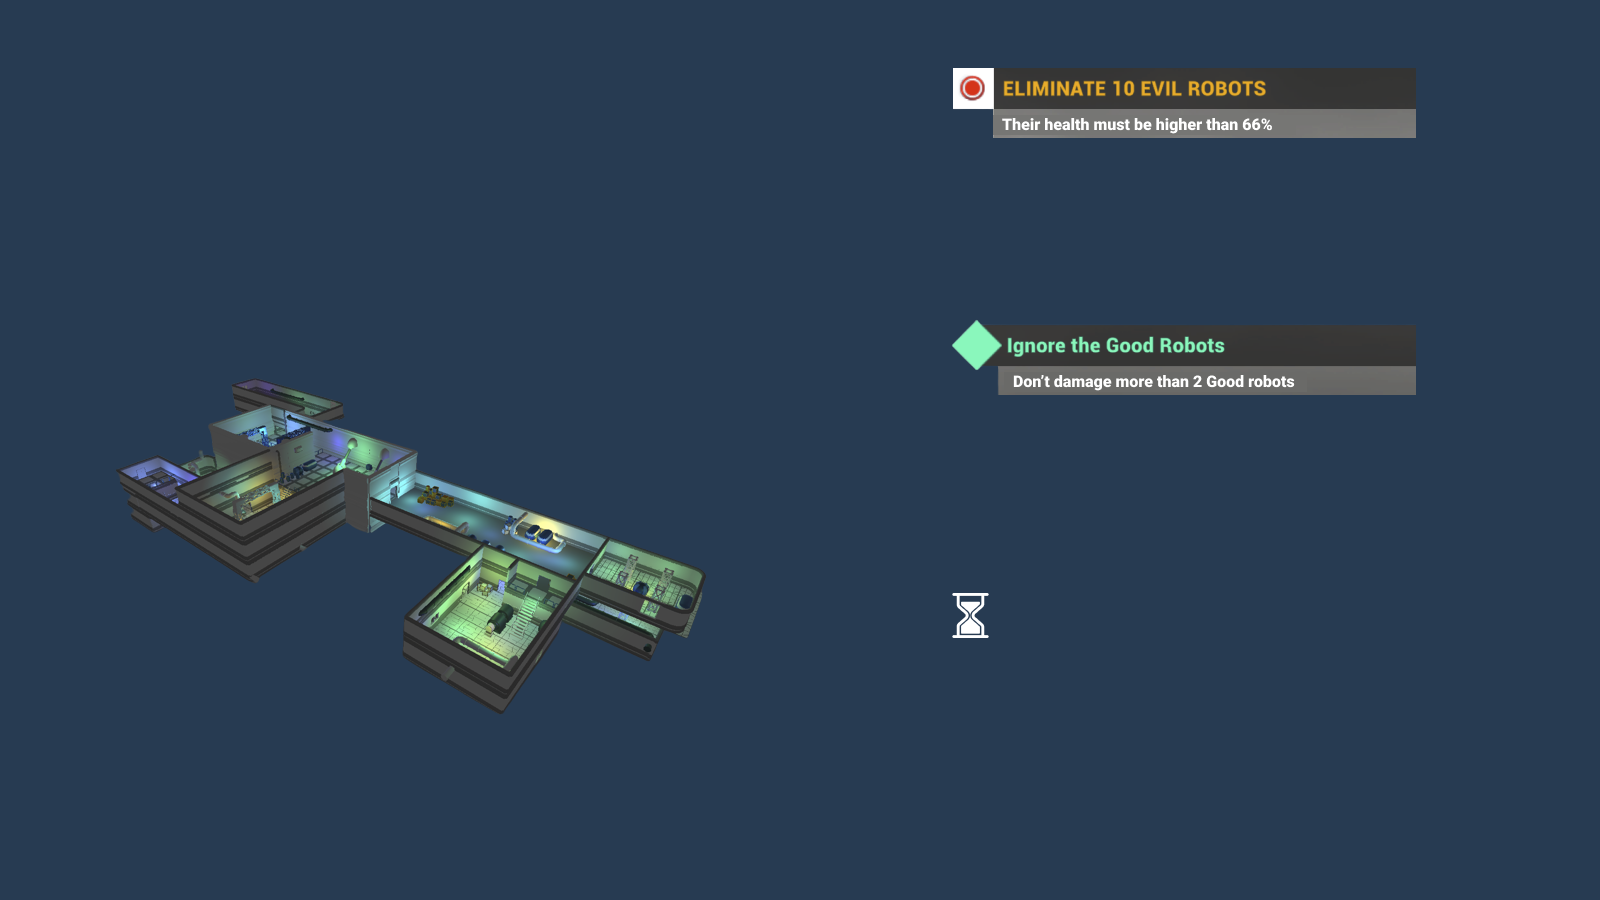 ELIMINATE 10 EVIL ROBOTS
Their health must be higher than 66%
Ignore the Good Robots
Don't damage more than 2 Good robots